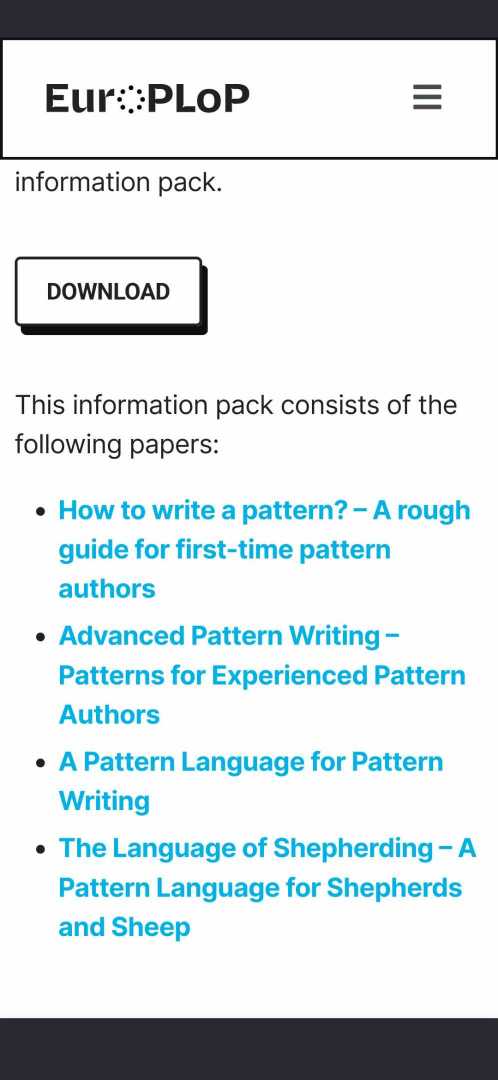 EuroPLoP
information pack.
DOWNLOAD
This information pack consists of the
following papers:
• How to write a pattern? – A rough
guide for first-time pattern
authors
• Advanced Pattern Writing –
Patterns for Experienced Pattern
Authors
• A Pattern Language for Pattern
Writing
• The Language of Shepherding – A
Pattern Language for Shepherds
and Sheep